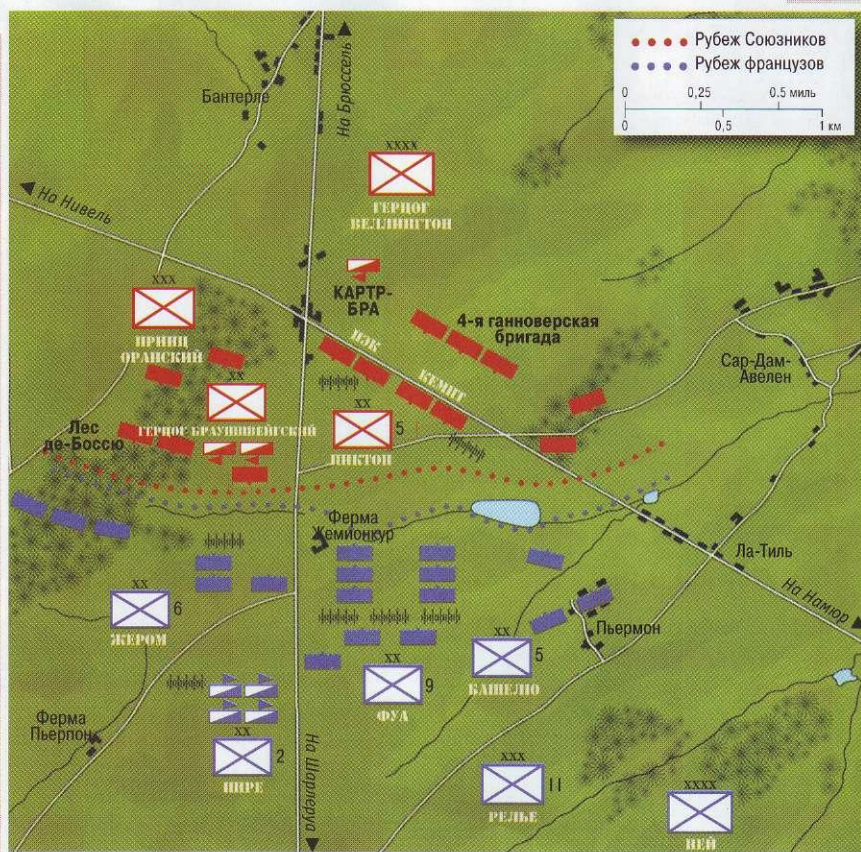 Рубеж Союзников
Рубеж французов
0 0,25 0.5 миль
0 0,5 1 км
Бантерле
На Брюссель
XXXX
ГЕРЦОГ
ВЕЛЛИНГТОН
На Нивель
XXX
ПРИНЦ
ОРАНСКИЙ
КАРТР-
БРА
4-я ганноверская
бригада
ПЭК
КЕМПТ
Сар-Дам-
Авелен
XX
ГЕРЦОГ БРАУНШВЕЙГСКИЙ
XX
5
ПИКТОН
Лес
де-Боссю
Ферма
Жемионкур
Ла-Тиль
На Намюр
Пьермон
XX
6
ЖЕРОМ
XX
5
БАШЕЛЮ
XX
9
ФУА
Ферма
Пьерпон
XX
2
ПИРЕ
На Шарлеруа
XXX
II
РЕЛЬЕ
XXXX
НЕЙ